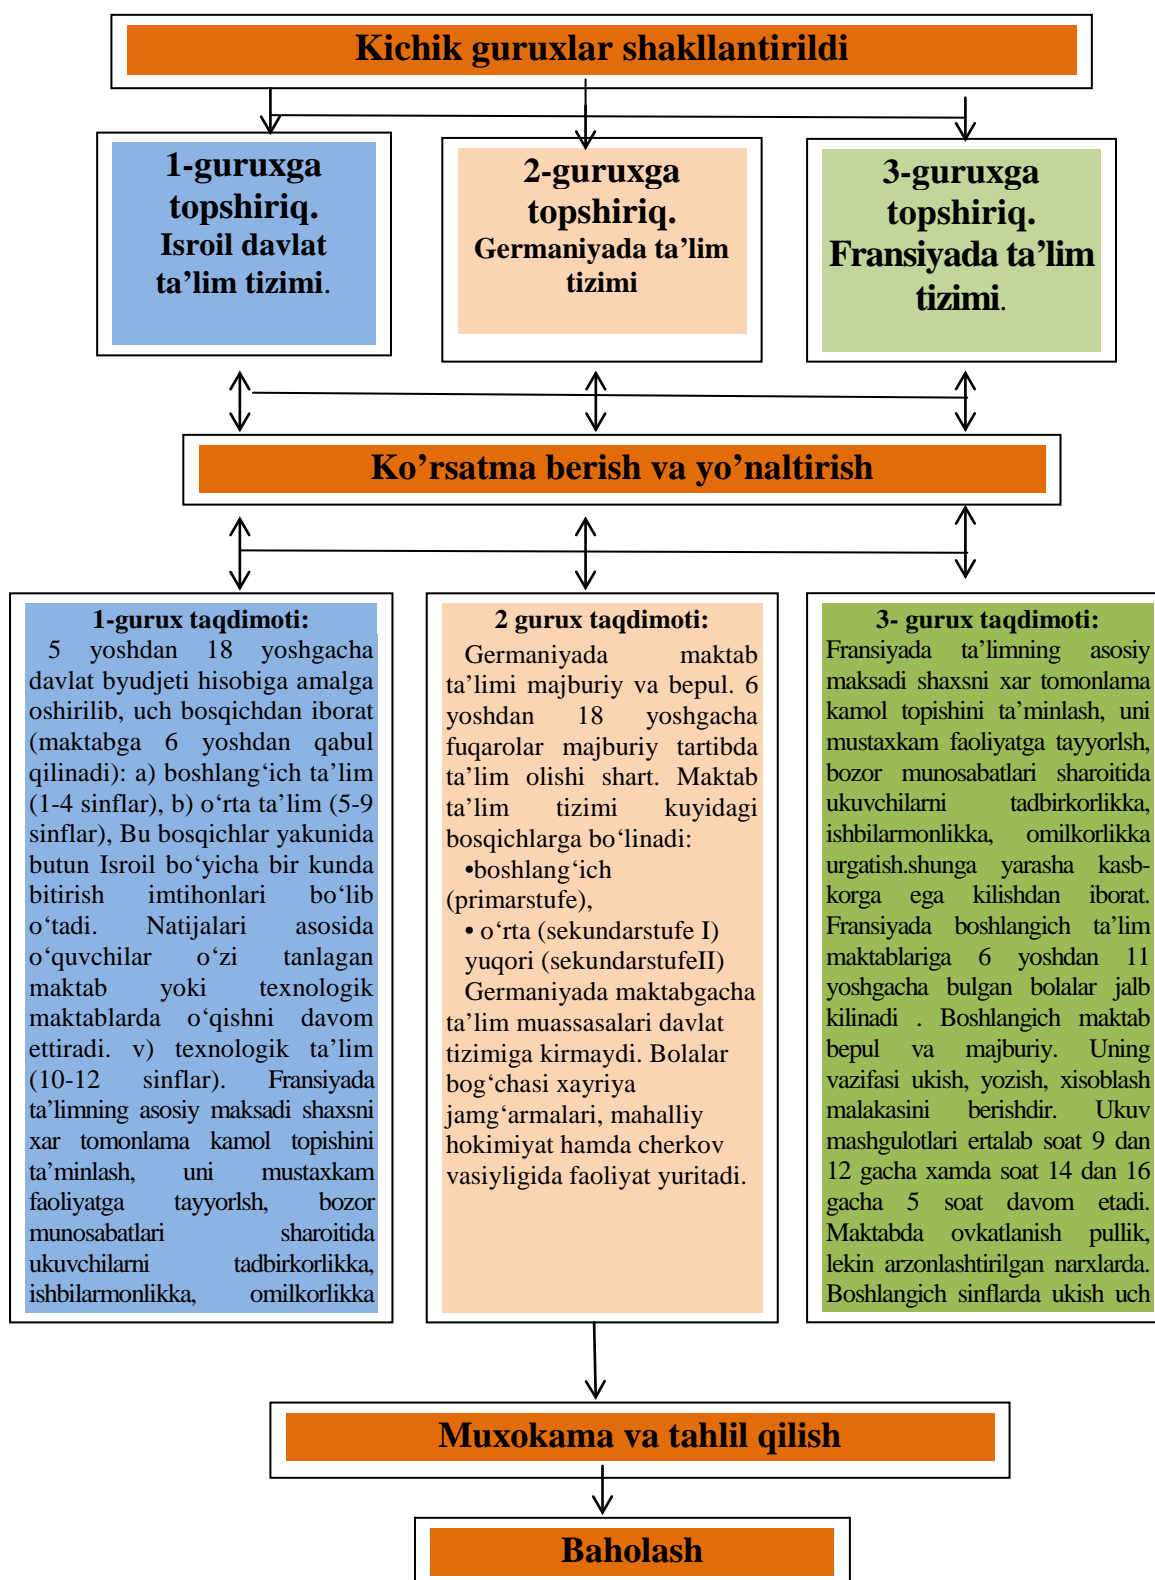 Kichik guruxlar shakllantirildi
1-guruxga
topshiriq.
Isroil davlat
ta’lim tizimi.
2-guruxga
topshiriq.
Germaniyada ta’lim
tizimi
3-guruxga
topshiriq.
Fransiyada ta’lim
tizimi.
Ko’rsatma berish va yo’naltirish
1-gurux taqdimoti:
5 yoshdan 18 yoshgacha
davlat byudjeti hisobiga amalga
oshirilib, uch bosqichdan iborat
(maktabga 6 yoshdan qabul
qilinadi): a) boshlang‘ich ta’lim
(1-4 sinflar), b) o‘rta ta’lim (5-9
sinflar), Bu bosqichlar yakunida
butun Isroil bo‘yicha bir kunda
bitirish imtihonlari bo‘lib
o‘tadi. Natijalari asosida
o‘quvchilar o‘zi tanlagan
maktab yoki texnologik
maktablarda o‘qishni davom
ettiradi. v) texnologik ta’lim
(10-12 sinflar). Fransiyada
ta’limning asosiy maksadi shaxsni
xar tomonlama kamol topishini
ta’minlash, uni mustaxkam
faoliyatga tayyorlsh, bozor
munosabatlari sharoitida
ukuvchilarni tadbirkorlikka,
ishbilarmonlikka, omilkorlikka
2 gurux taqdimoti:
Germaniyada maktab
ta’limi majburiy va bepul. 6
yoshdan 18 yoshgacha
fuqarolar majburiy tartibda
ta’lim olishi shart. Maktab
ta’lim tizimi kuyidagi
bosqichlarga bo‘linadi:
•boshlang‘ich
(primarstufe),
• o‘rta (sekundarstufe I)
yuqori (sekundarstufeII)
Germaniyada maktabgacha
ta’lim muassasalari davlat
tizimiga kirmaydi. Bolalar
bog‘chasi xayriya
jamg‘armalari, mahalliy
hokimiyat hamda cherkov
vasiyligida faoliyat yuritadi.
3- gurux taqdimoti:
Fransiyada ta’limning asosiy
maksadi shaxsni xar tomonlama
kamol topishini ta’minlash, uni
mustaxkam faoliyatga tayyorlsh,
bozor munosabatlari sharoitida
ukuvchilarni tadbirkorlikka,
ishbilarmonlikka, omilkorlikka
urgatish.shunga yarasha kasb-
korga ega kilishdan iborat.
Fransiyada boshlangich ta’lim
maktablariga 6 yoshdan 11
yoshgacha bulgan bolalar jalb
kilinadi . Boshlangich maktab
bepul va majburiy. Uning
vazifasi ukish, yozish, xisoblash
malakasini berishdir. Ukuv
mashgulotlari ertalab soat 9 dan
12 gacha xamda soat 14 dan 16
gacha 5 soat davom etadi.
Maktabda ovkatlanish pullik,
lekin arzonlashtirilgan narxlarda.
Boshlangich sinflarda ukish uch
Muxokama va tahlil qilish
Baholash